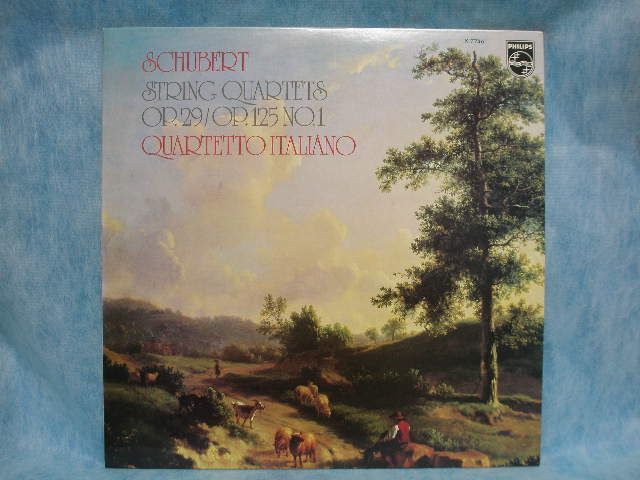 SCHUBERT
STRING QUARTETS
OP.29/OP.125 NO.1
QUARTETTO ITALIANO
PHILIPS